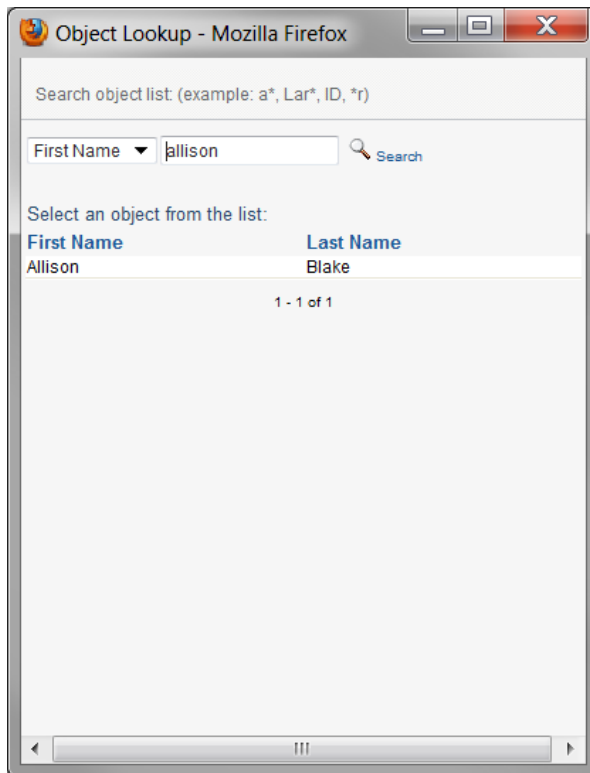 Object Lookup - Mozilla Firefox
Search object list: (example: a*, Lar*, ID, *r)
First Name allison Search
Select an object from the list:
First Name Last Name
Allison Blake
1 - 1 of 1